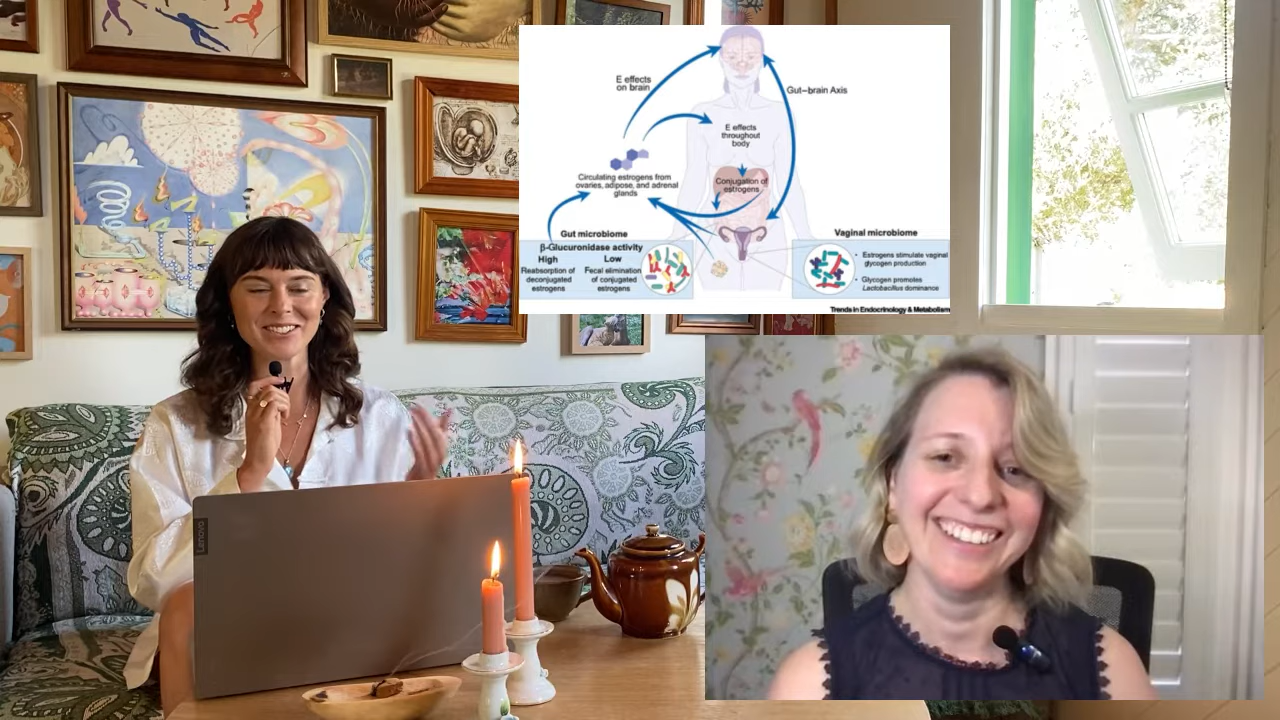 E effects
on brain
Gut–brain Axis
E effects
throughout
body
Circulating estrogens from
ovaries, adipose, and adrenal
glands
Conjugation of
estrogens
Gut microbiome
β-Glucuronidase activity
High
Low
Reabsorption of
deconjugated
estrogens
Fecal elimination
of conjugated
estrogens
Vaginal microbiome
• Estrogens stimulate vaginal
glycogen production
• Glycogen promotes
Lactobacillus dominance
Trends in Endocrinology & Metabolism
Lenovo